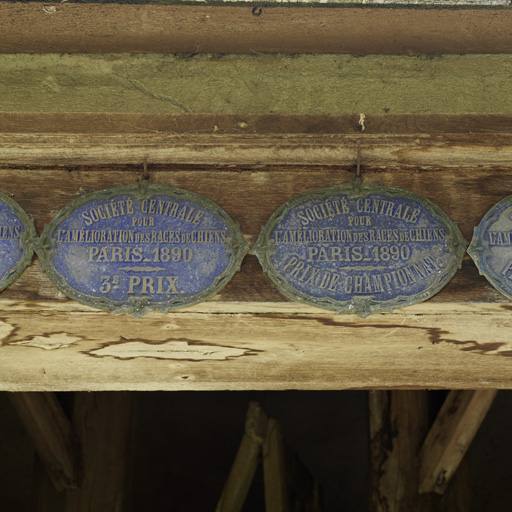 SOCIÉTÉ CENTRALE
POUR
L'AMÉLIORATION DES RACES DE CHIENS
PARIS_1890
3E PRIX
SOCIÉTÉ CENTRALE
POUR
L'AMÉLIORATION DES RACES DE CHIENS
PARIS_1890
PRIX DE CHAMPIONNAT